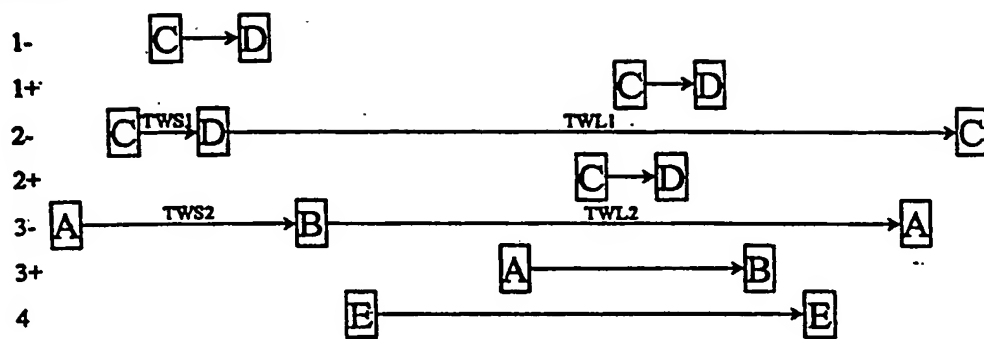 1- C D
1+ C D
2- C TWS1 D TWL1 C
2+ C D
3- A TWS2 B TWL2 A
3+ A B
4 E E